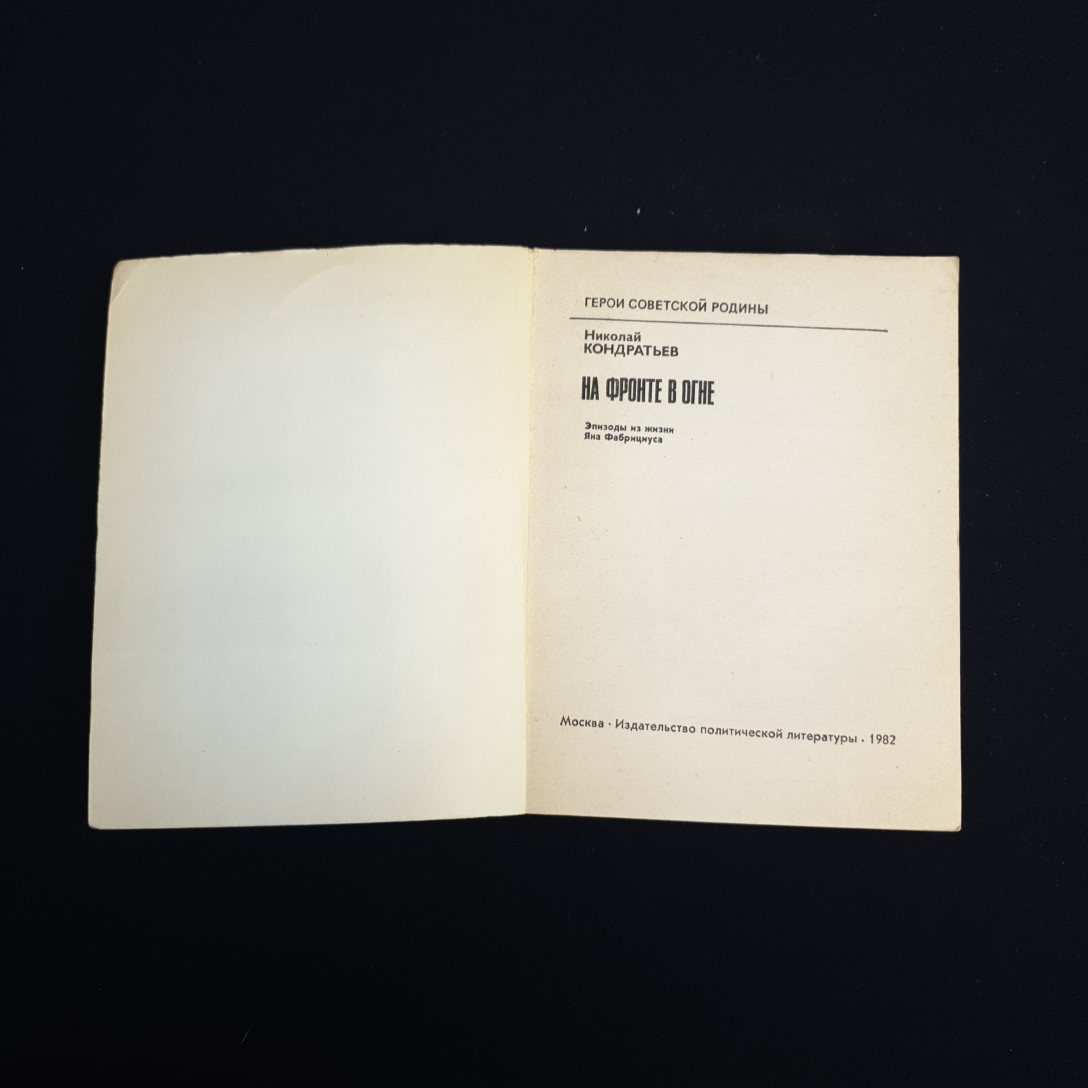 ГЕРОИ СОВЕТСКОЙ РОДИНЫ
Николай
КОНДРАТЬЕВ
НА ФРОНТЕ В ОГНЕ
Эпизоды из жизни
Яна Фабрициуса
Москва · Издательство политической литературы · 1982